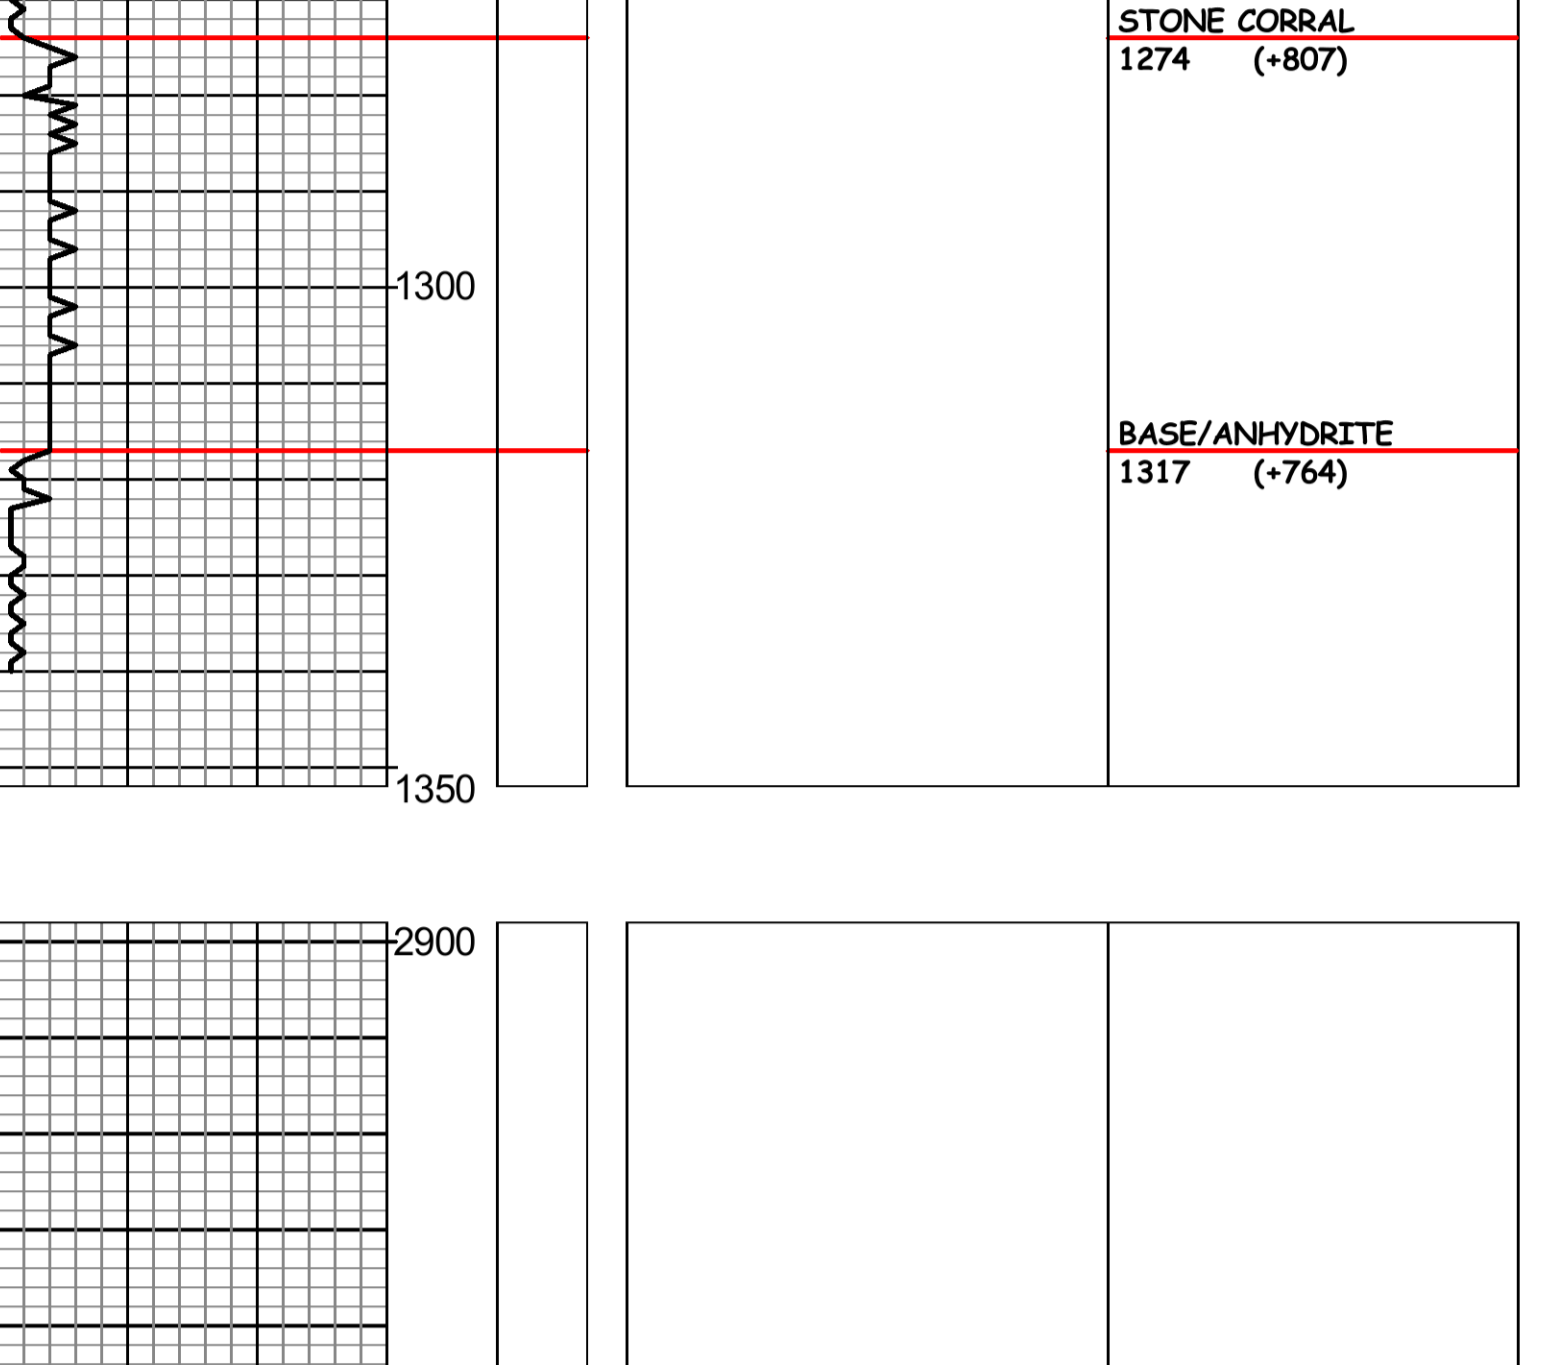 STONE CORRAL
1274 (+807)
1300
BASE/ANHYDRITE
1317 (+764)
1350
2900